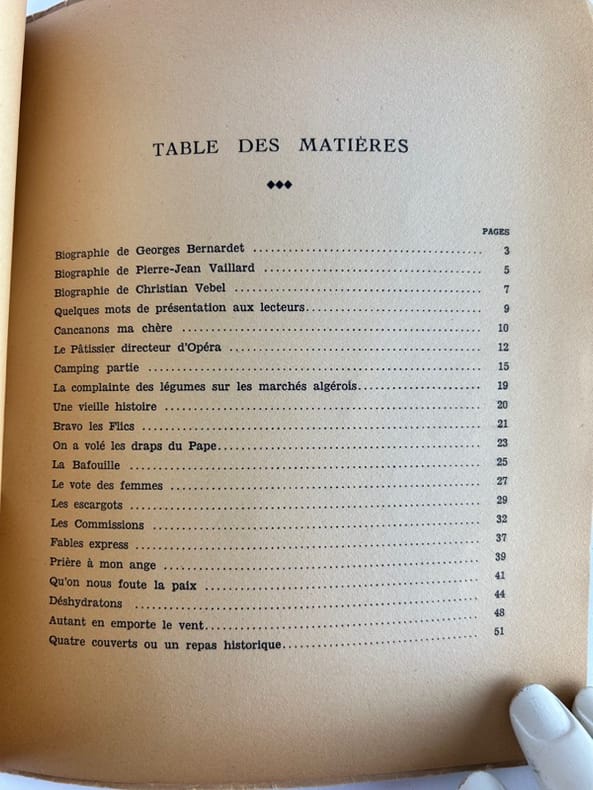 TABLE DES MATIÈRES
PAGES
Biographie de Georges Bernardet 3
Biographie de Pierre-Jean Vaillard 5
Biographie de Christian Vebel 7
Quelques mots de présentation aux lecteurs 9
Cancanons ma chère 10
Le Pâtissier directeur d'Opéra 12
Camping partie 15
La complainte des légumes sur les marchés algérois 19
Une vieille histoire 20
Bravo les Flics 21
On a volé les draps du Pape 23
La Bafouille 25
Le vote des femmes 27
Les escargots 29
Les Commissions 32
Fables express 37
Prière à mon ange 39
Qu'on nous foute la paix 41
Déshydratons 44
Autant en emporte le vent 48
Quatre couverts ou un repas historique 51